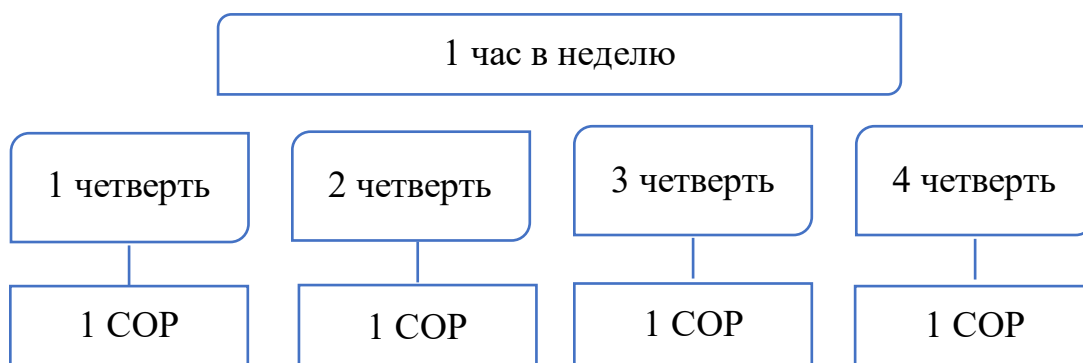 1 час в неделю
1 четверть
2 четверть
3 четверть
4 четверть
1 СОР
1 СОР
1 СОР
1 СОР